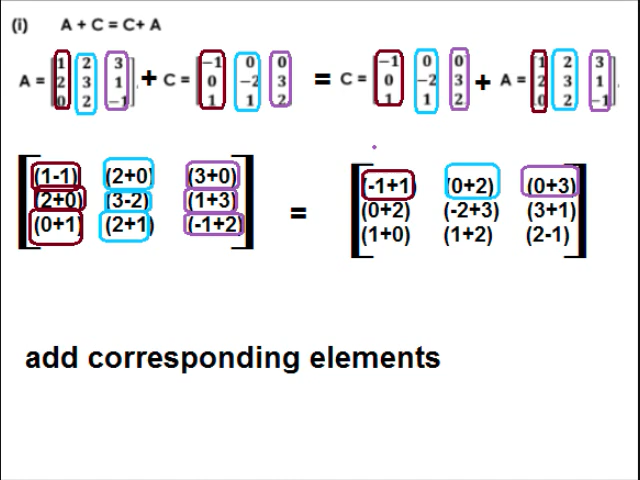 (i) A + C = C+ A
A = [1 2 3 + C = [-1 0 0 = C = [-1 0 0 + A = [1 2 3
2 3 1 0 -2 3 0 -2 3 2 3 1
0 2 -1], 1 1 2] 1 1 2] 0 2 -1],
[(1-1) (2+0) (3+0) = [(-1+1) (0+2) (0+3)
(2+0) (3-2) (1+3) (0+2) (-2+3) (3+1)
(0+1) (2+1) (-1+2)] (1+0) (1+2) (2-1)]
add corresponding elements